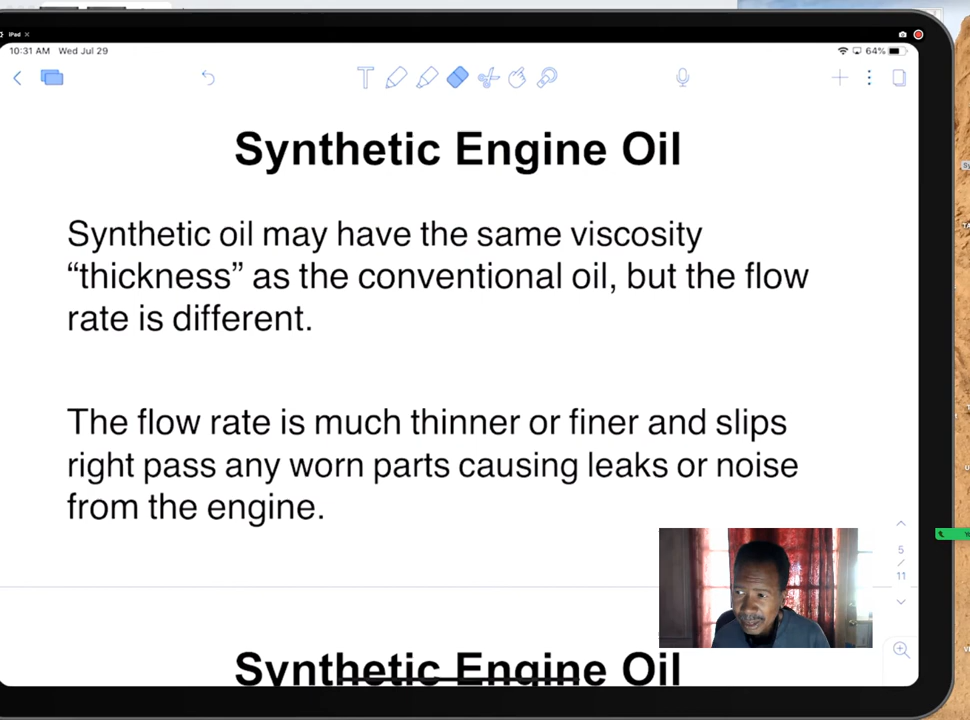 iPad
10:31 AM Wed Jul 29
64%
Synthetic Engine Oil
Synthetic oil may have the same viscosity
“thickness” as the conventional oil, but the flow
rate is different.
The flow rate is much thinner or finer and slips
right pass any worn parts causing leaks or noise
from the engine.
5
/
11
Synthetic Engine Oil